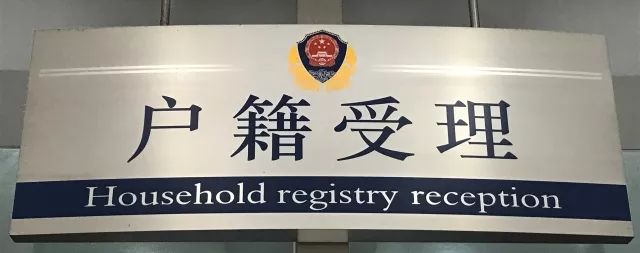 户籍受理
Household registry reception